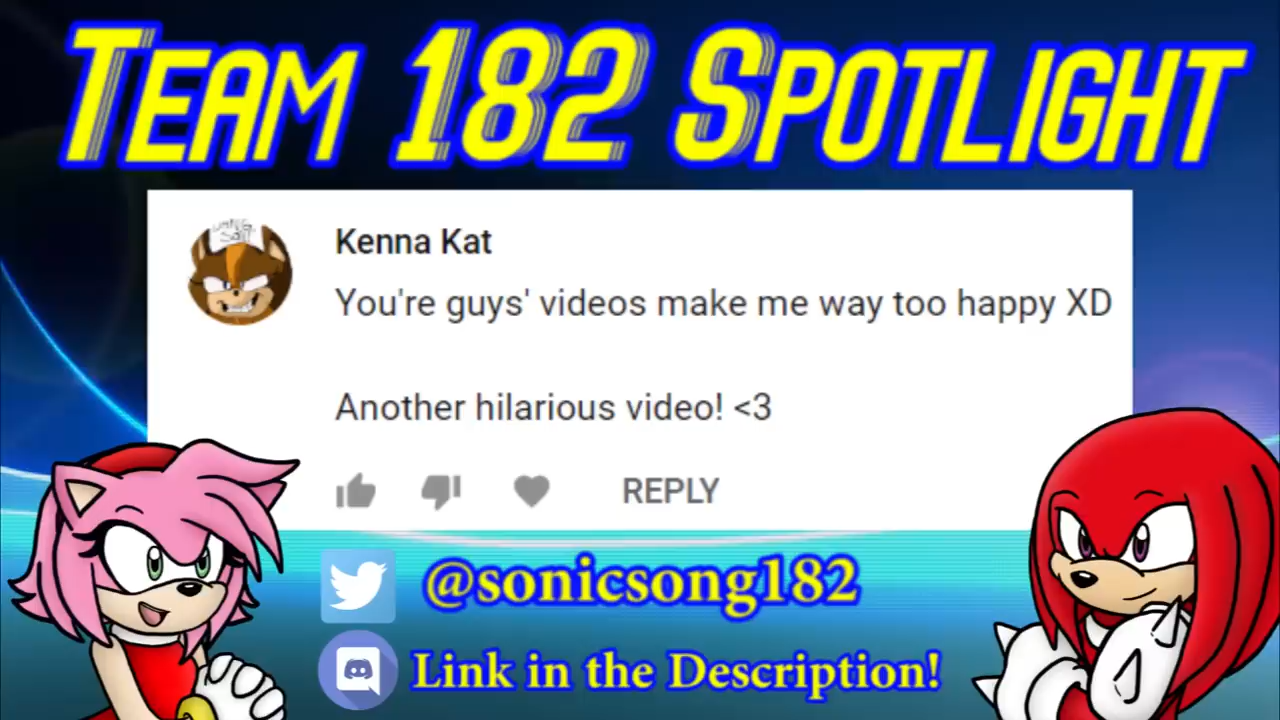 TEAM 182 SPOTLIGHT
Kenna Kat
You're guys' videos make me way too happy XD
Another hilarious video! <3
REPLY
@sonicsong182
Link in the Description!